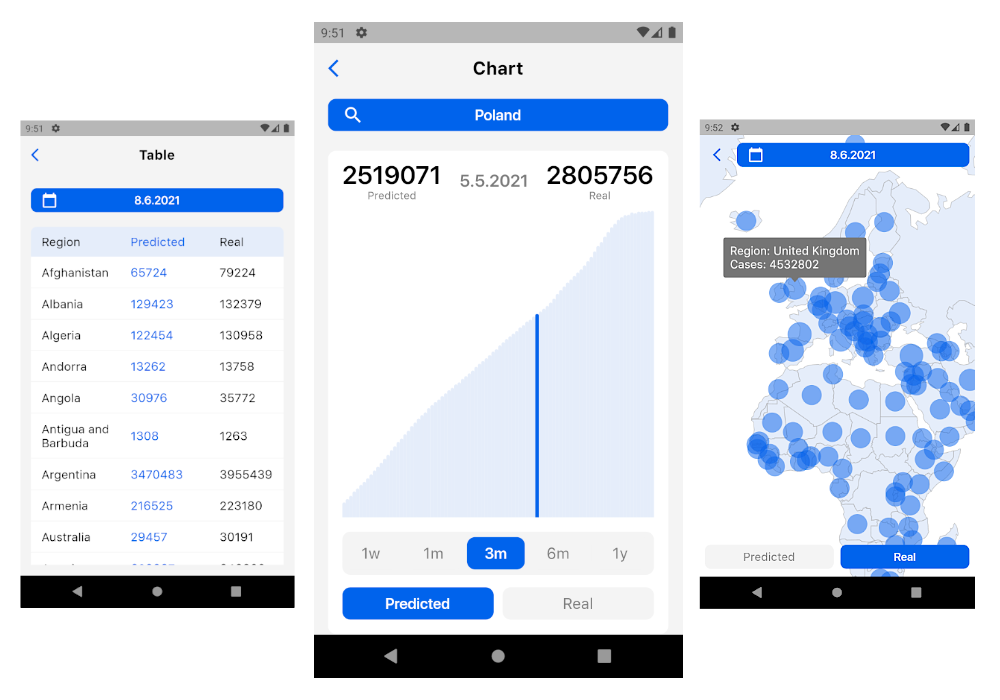 9:51
Table
8.6.2021
Region Predicted Real
Afghanistan 65724 79224
Albania 129423 132379
Algeria 122454 130958
Andorra 13262 13758
Angola 30976 35772
Antigua and
Barbuda 1308 1263
Argentina 3470483 3955439
Armenia 216525 223180
Australia 29457 30191
9:51
Chart
Poland
2519071 5.5.2021 2805756
Predicted Real
1w 1m 3m 6m 1y
Predicted Real
9:52
8.6.2021
Region: United Kingdom
Cases: 4532802
Predicted Real